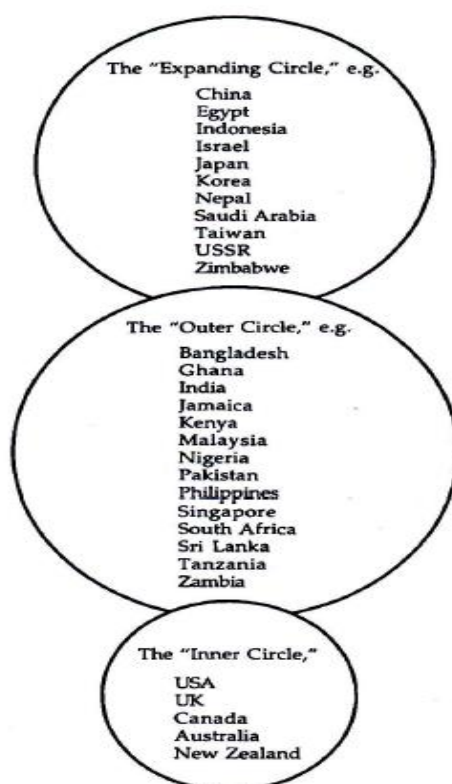 The "Expanding Circle," e.g.
China
Egypt
Indonesia
Israel
Japan
Korea
Nepal
Saudi Arabia
Taiwan
USSR
Zimbabwe
The "Outer Circle," e.g.
Bangladesh
Ghana
India
Jamaica
Kenya
Malaysia
Nigeria
Pakistan
Philippines
Singapore
South Africa
Sri Lanka
Tanzania
Zambia
The "Inner Circle,"
USA
UK
Canada
Australia
New Zealand